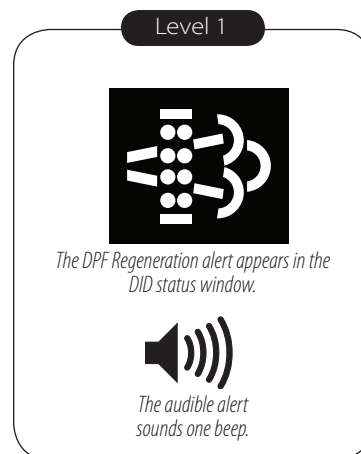 Level 1
The DPF Regeneration alert appears in the
DID status window.
The audible alert
sounds one beep.